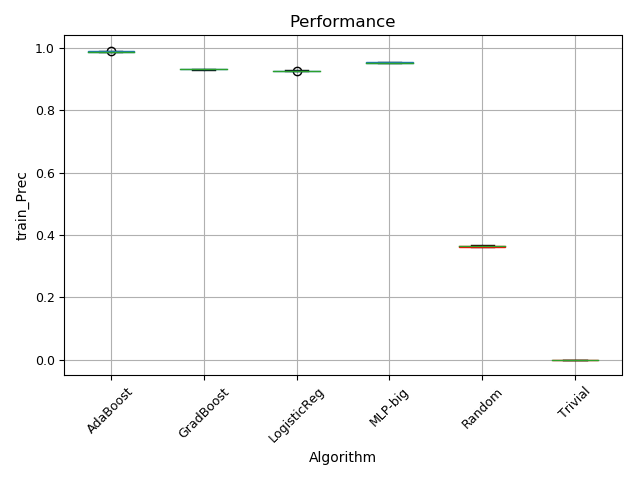 Performance
train_Prec
1.0
0.8
0.6
0.4
0.2
0.0
AdaBoost
GradBoost
LogisticReg
MLP-big
Random
Trivial
Algorithm